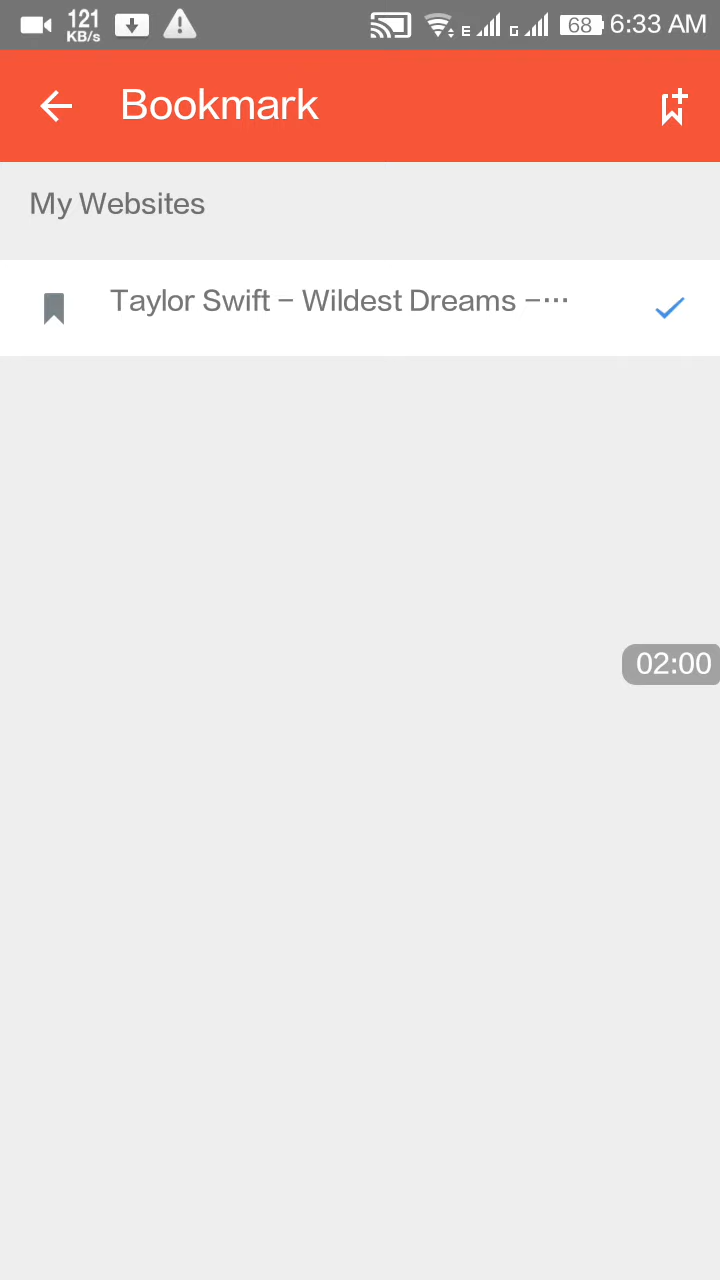 121
KB/s
E
G
68
6:33 AM
Bookmark
My Websites
Taylor Swift – Wildest Dreams –···
02:00